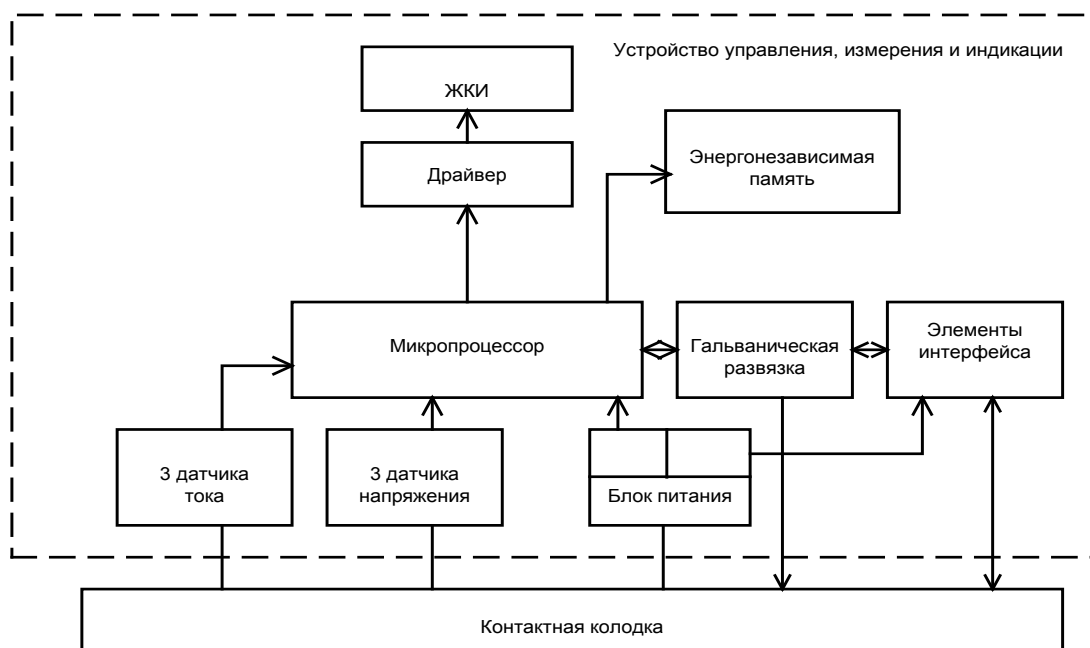 Устройство управления, измерения и индикации
ЖКИ
Драйвер
Энергонезависимая
память
Микропроцессор
Гальваническая
развязка
Элементы
интерфейса
3 датчика
тока
3 датчика
напряжения
Блок питания
Контактная колодка